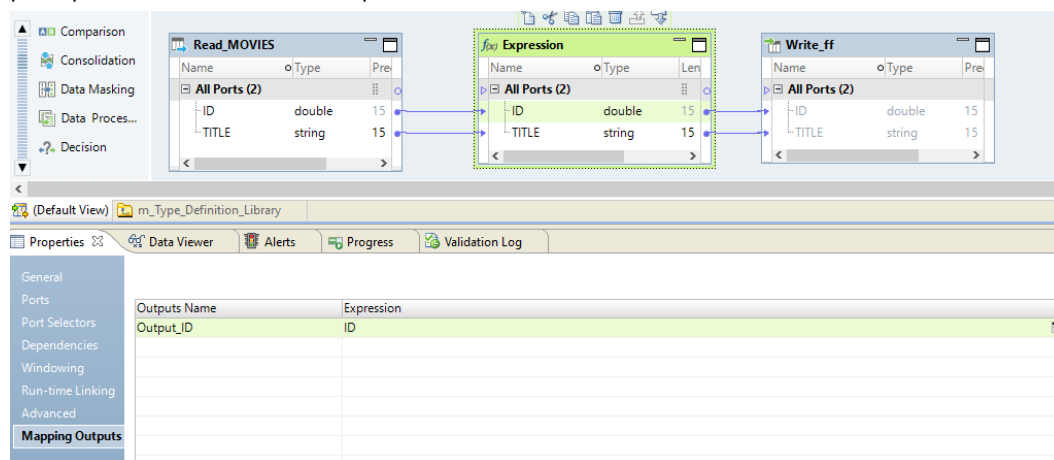 Comparison
Consolidation
Data Masking
Data Proces...
Decision
Read_MOVIES
Name Type Pre
All Ports (2)
ID double 15
TITLE string 15
f(x) Expression
Name Type Len
All Ports (2)
ID double 15
TITLE string 15
Write_ff
Name Type Pre
All Ports (2)
ID double 15
TITLE string 15
(Default View) m_Type_Definition_Library
Properties Data Viewer Alerts Progress Validation Log
General
Ports
Port Selectors
Dependencies
Windowing
Run-time Linking
Advanced
Mapping Outputs
Outputs Name Expression
Output_ID ID